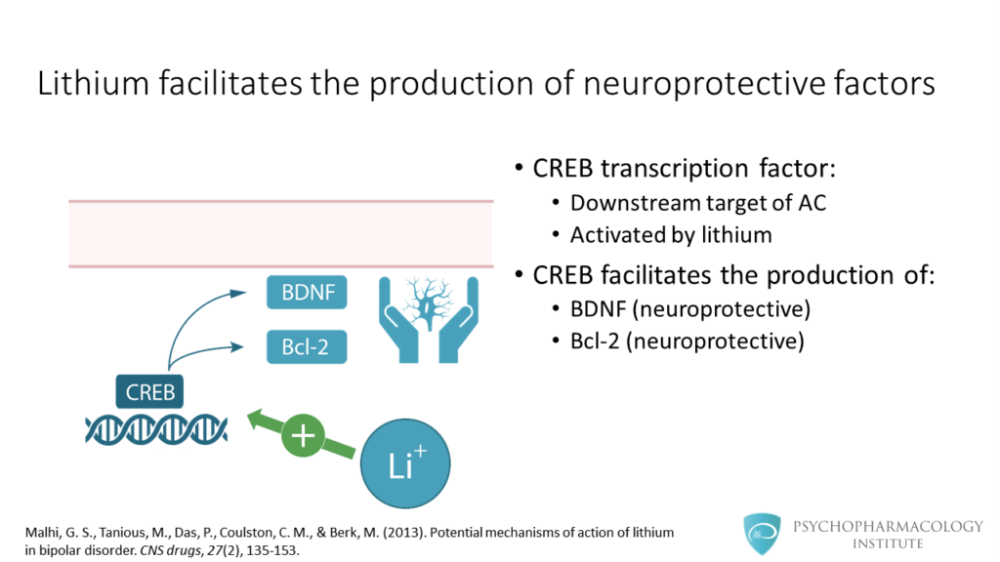 Lithium facilitates the production of neuroprotective factors
• CREB transcription factor:
• Downstream target of AC
• Activated by lithium
• CREB facilitates the production of:
• BDNF (neuroprotective)
• Bcl-2 (neuroprotective)
BDNF
Bcl-2
CREB
+
Li+
Malhi, G. S., Tanious, M., Das, P., Coulston, C. M., & Berk, M. (2013). Potential mechanisms of action of lithium
in bipolar disorder. CNS drugs, 27(2), 135-153.
PSYCHOPHARMACOLOGY
INSTITUTE